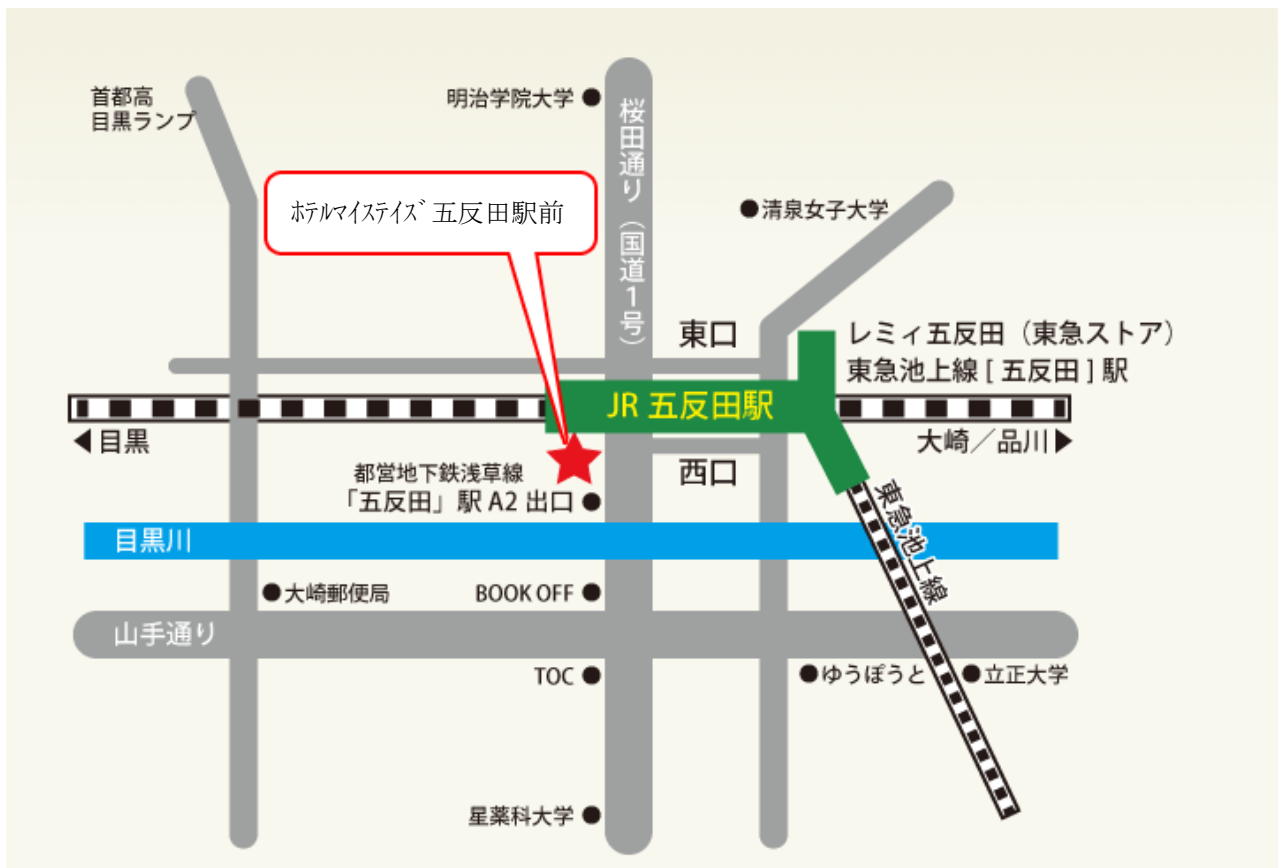 首都高
目黒ランプ
明治学院大学
桜田通り（国道1号）
ホテルマイステイズ 五反田駅前
清泉女子大学
東口
レミィ五反田（東急ストア）
東急池上線 [ 五反田 ] 駅
JR 五反田駅
目黒
大崎／品川
西口
都営地下鉄浅草線
「五反田」駅 A2 出口
東急池上線
目黒川
大崎郵便局
BOOK OFF
山手通り
TOC
ゆうぽうと
立正大学
星薬科大学